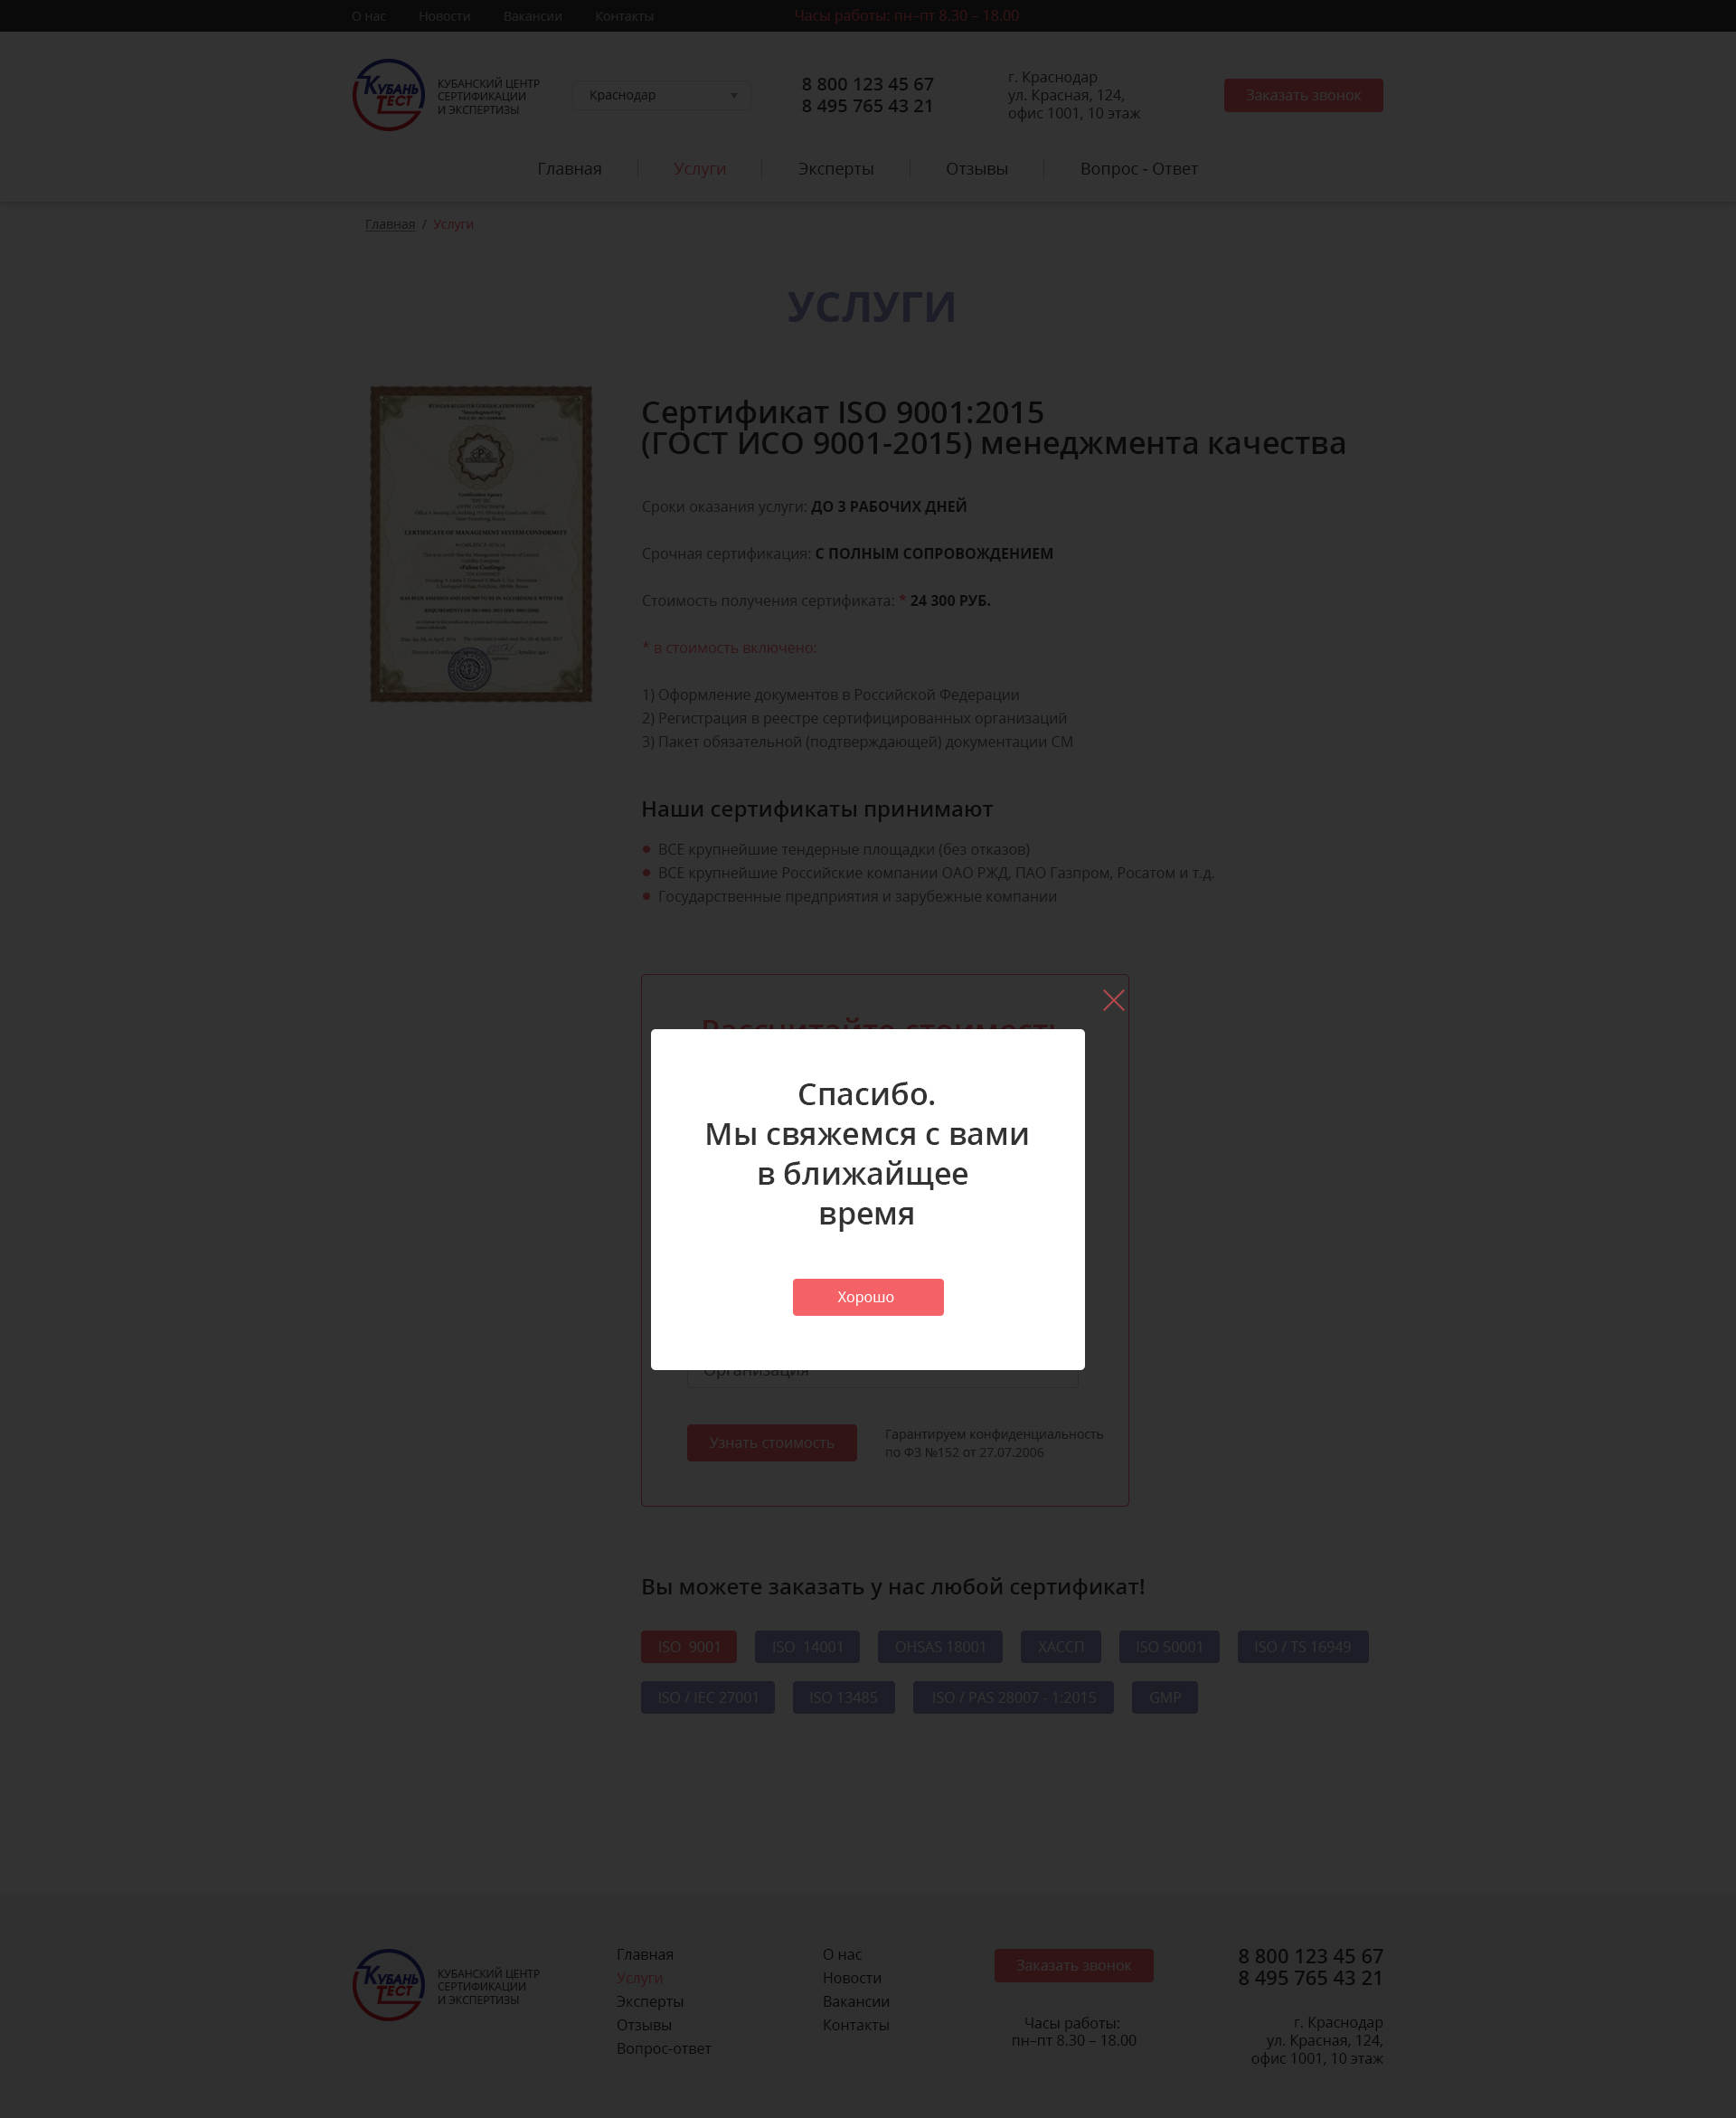 О нас
Новости
Вакансии
Контакты
Часы работы: пн–пт 8.30 – 18.00
КУБАНЬ
ТЕСТ
КУБАНСКИЙ ЦЕНТР
СЕРТИФИКАЦИИ
И ЭКСПЕРТИЗЫ
Краснодар
8 800 123 45 67
8 495 765 43 21
г. Краснодар
ул. Красная, 124,
офис 1001, 10 этаж
Заказать звонок
Главная
Услуги
Эксперты
Отзывы
Вопрос - Ответ
Главная / Услуги
УСЛУГИ
CERTIFICATE OF MANAGEMENT SYSTEM CONFORMITY
Сертификат ISO 9001:2015
(ГОСТ ИСО 9001-2015) менеджмента качества
Сроки оказания услуги: ДО 3 РАБОЧИХ ДНЕЙ
Срочная сертификация: С ПОЛНЫМ СОПРОВОЖДЕНИЕМ
Стоимость получения сертификата: * 24 300 РУБ.
* в стоимость включено:
1) Оформление документов в Российской Федерации
2) Регистрация в реестре сертифицированных организаций
3) Пакет обязательной (подтверждающей) документации СМ
Наши сертификаты принимают
ВСЕ крупнейшие тендерные площадки (без отказов)
ВСЕ крупнейшие Российские компании ОАО РЖД, ПАО Газпром, Росатом и т.д.
Государственные предприятия и зарубежные компании
Рассчитайте стоимость
Спасибо.
Мы свяжемся с вами
в ближайщее
время
Хорошо
Организация
Узнать стоимость
Гарантируем конфиденциальность
по ФЗ №152 от 27.07.2006
Вы можете заказать у нас любой сертификат!
ISO 9001
ISO 14001
OHSAS 18001
ХАССП
ISO 50001
ISO / TS 16949
ISO / IEC 27001
ISO 13485
ISO / PAS 28007 - 1:2015
GMP
КУБАНЬ
ТЕСТ
КУБАНСКИЙ ЦЕНТР
СЕРТИФИКАЦИИ
И ЭКСПЕРТИЗЫ
Главная
Услуги
Эксперты
Отзывы
Вопрос-ответ
О нас
Новости
Вакансии
Контакты
Заказать звонок
Часы работы:
пн–пт 8.30 – 18.00
8 800 123 45 67
8 495 765 43 21
г. Краснодар
ул. Красная, 124,
офис 1001, 10 этаж